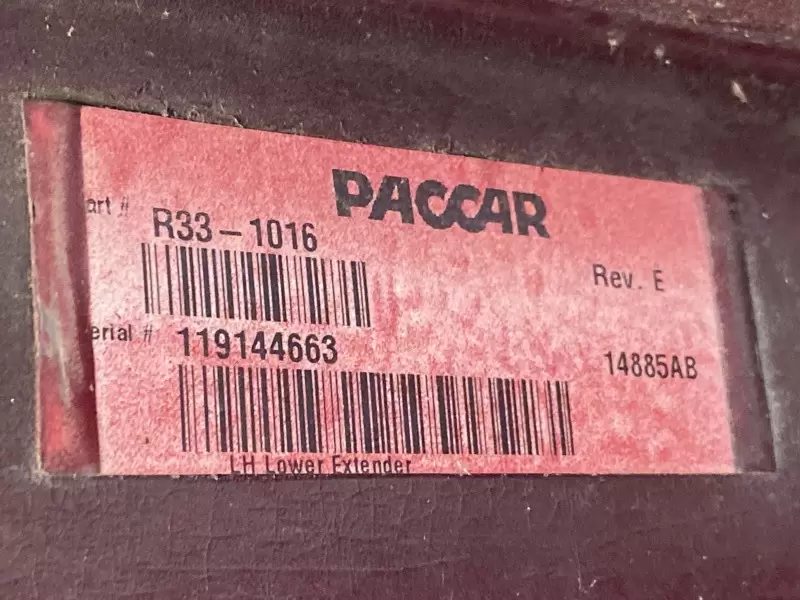 PACCAR
art # R33-1016
Rev. E
erial # 119144663
14885AB
LH Lower Extender